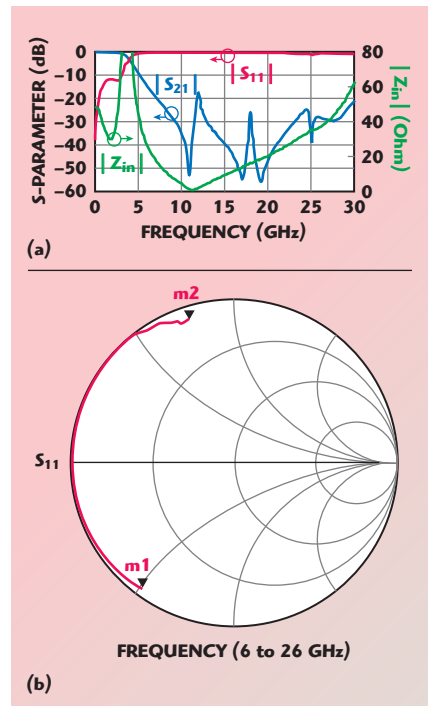 0
–10
–20
–30
–40
–50
–60
S-PARAMETER (dB)
|S21|
|S11|
|Zin|
80
60
40
20
0
|Zin| (Ohm)
0 5 10 15 20 25 30
FREQUENCY (GHz)
(a)
m2
S11
m1
FREQUENCY (6 to 26 GHz)
(b)